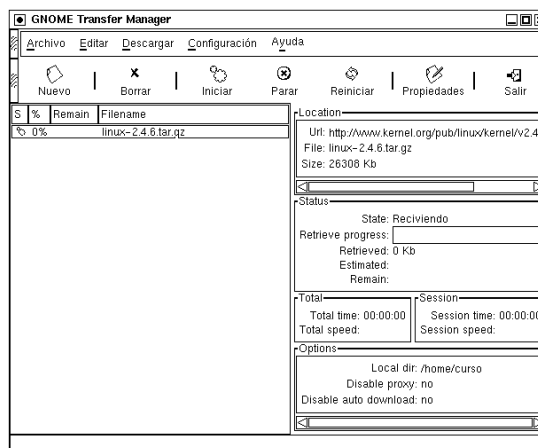 GNOME Transfer Manager
Archivo Editar Descargar Configuración Ayuda
Nuevo Borrar Iniciar Parar Reiniciar Propiedades Salir
S % Remain Filename
0% linux-2.4.6.tar.gz
Location
Url: http://www.kernel.org/pub/linux/kernel/v2.4
File: linux-2.4.6.tar.gz
Size: 26308 Kb
Status
State: Reciviendo
Retrieve progress:
Retrieved: 0 Kb
Estimated:
Remain:
Total
Total time: 00:00:00
Total speed:
Session
Session time: 00:00:00
Session speed:
Options
Local dir: /home/curso
Disable proxy: no
Disable auto download: no